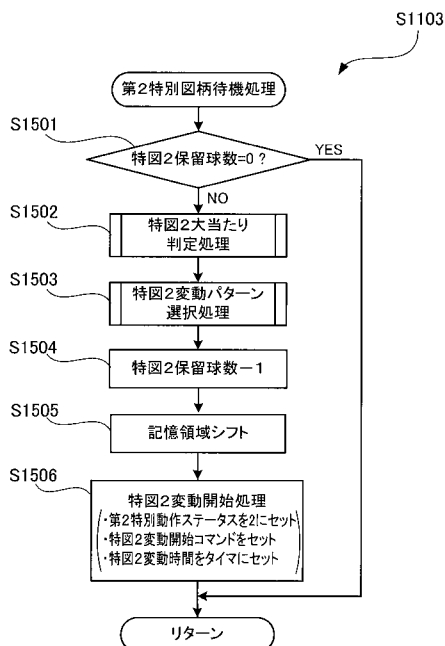 S1103
第2特別図柄待機処理
S1501
特図2保留球数=0?
YES
NO
S1502
特図2大当たり
判定処理
S1503
特図2変動パターン
選択処理
S1504
特図2保留球数-1
S1505
記憶領域シフト
S1506
特図2変動開始処理
・第2特別動作ステータスを2にセット
・特図2変動開始コマンドをセット
・特図2変動時間をタイマにセット
リターン